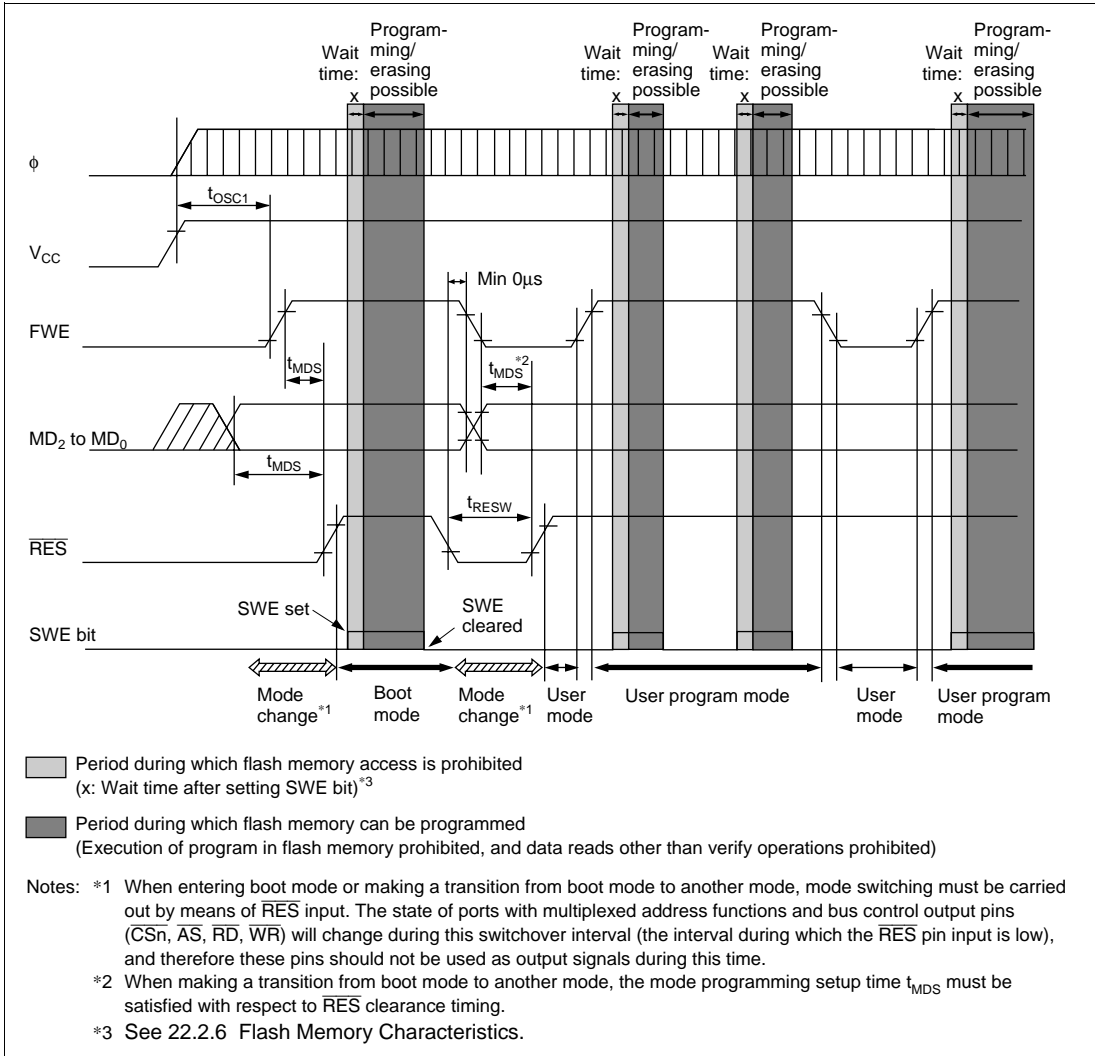 Wait time: x
Program-ming/ erasing possible
Wait time: x
Program-ming/ erasing possible
Wait time: x
Program-ming/ erasing possible
Wait time: x
Program-ming/ erasing possible
φ
tOSC1
VCC
Min 0μs
FWE
tMDS
tMDS*2
MD2 to MD0
tMDS
tRESW
RES
SWE set
SWE cleared
SWE bit
Mode change*1
Boot mode
Mode change*1
User mode
User program mode
User mode
User program mode
Period during which flash memory access is prohibited
(x: Wait time after setting SWE bit)*3
Period during which flash memory can be programmed
(Execution of program in flash memory prohibited, and data reads other than verify operations prohibited)
Notes: *1 When entering boot mode or making a transition from boot mode to another mode, mode switching must be carried
out by means of RES input. The state of ports with multiplexed address functions and bus control output pins
(CSn, AS, RD, WR) will change during this switchover interval (the interval during which the RES pin input is low),
and therefore these pins should not be used as output signals during this time.
*2 When making a transition from boot mode to another mode, the mode programming setup time tMDS must be
satisfied with respect to RES clearance timing.
*3 See 22.2.6 Flash Memory Characteristics.